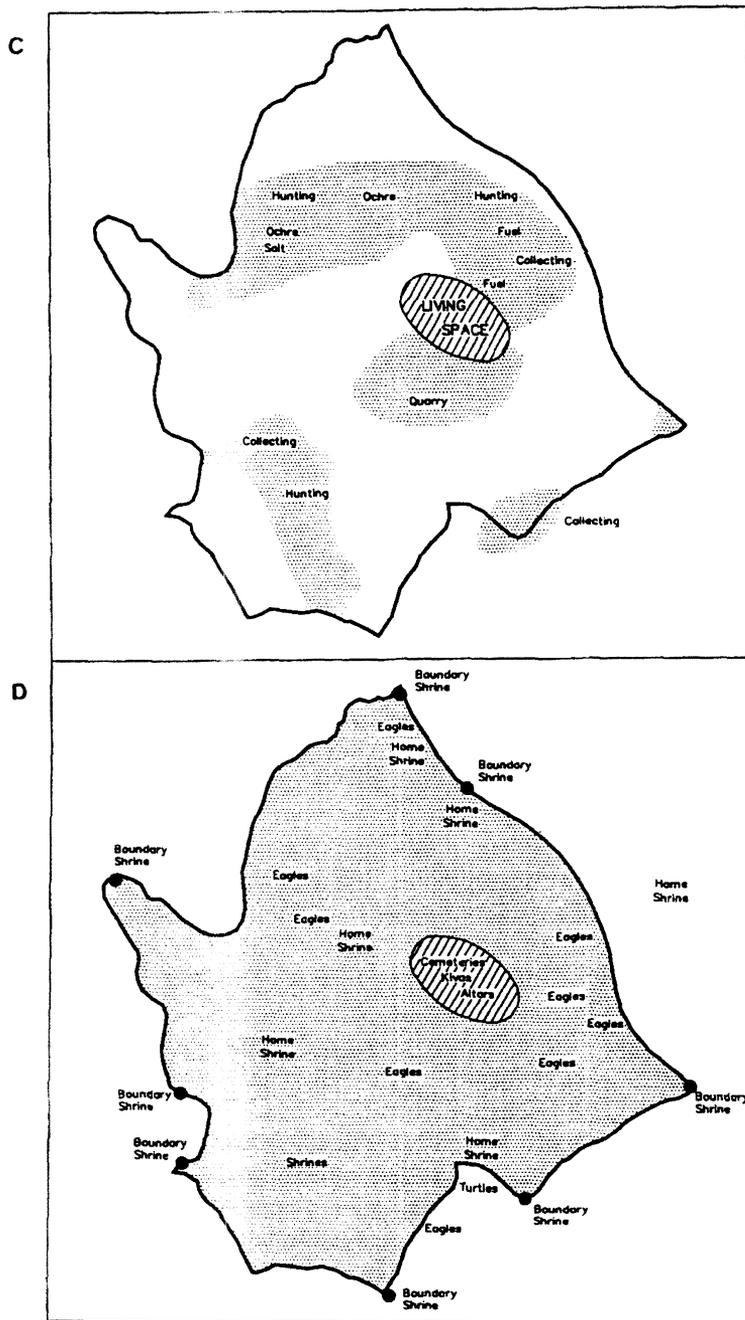 C
Hunting
Ochre
Hunting
Ochre
Salt
Fuel
Collecting
Fuel
LIVING
SPACE
Quarry
Collecting
Hunting
Collecting
D
Boundary
Shrine
Eagles
Home
Shrine
Boundary
Shrine
Home
Shrine
Boundary
Shrine
Eagles
Home
Shrine
Eagles
Home
Shrine
Eagles
Cemeteries
Kivas
Altars
Eagles
Eagles
Home
Shrine
Eagles
Eagles
Boundary
Shrine
Boundary
Shrine
Boundary
Shrine
Home
Shrine
Shrines
Turtles
Boundary
Shrine
Eagles
Boundary
Shrine